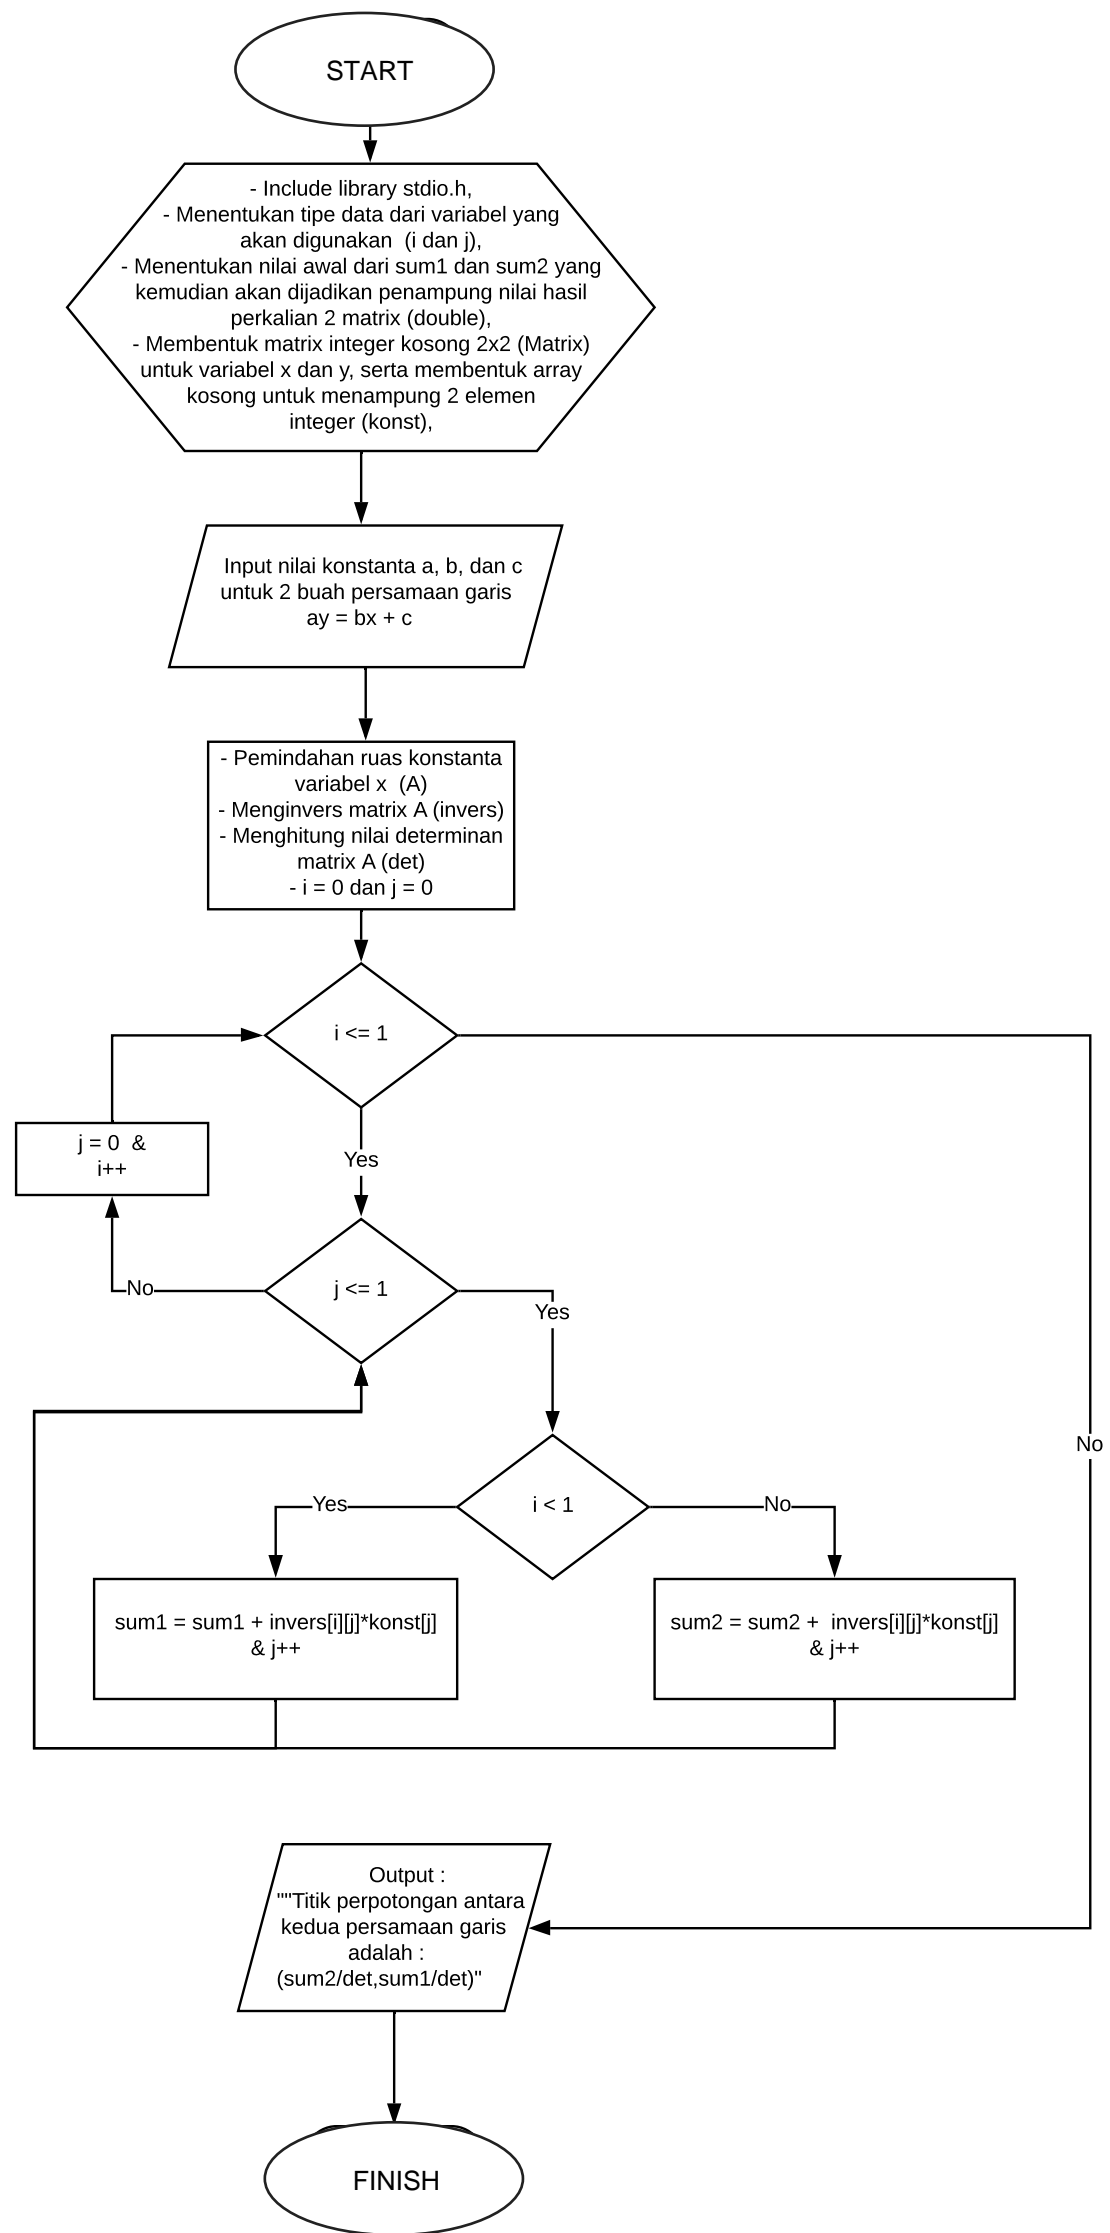 START
- Include library stdio.h,
- Menentukan tipe data dari variabel yang
akan digunakan  (i dan j),
- Menentukan nilai awal dari sum1 dan sum2 yang
kemudian akan dijadikan penampung nilai hasil
perkalian 2 matrix (double),
- Membentuk matrix integer kosong 2x2 (Matrix)
untuk variabel x dan y, serta membentuk array
kosong untuk menampung 2 elemen
integer (konst),
Input nilai konstanta a, b, dan c
untuk 2 buah persamaan garis
ay = bx + c
- Pemindahan ruas konstanta
variabel x  (A)
- Menginvers matrix A (invers)
- Menghitung nilai determinan
matrix A (det)
- i = 0 dan j = 0
i <= 1
j = 0  &
i++
Yes
j <= 1
No
Yes
No
i < 1
Yes
No
sum1 = sum1 + invers[i][j]*konst[j]
& j++
sum2 = sum2 +  invers[i][j]*konst[j]
& j++
Output :
""Titik perpotongan antara
kedua persamaan garis
adalah :
(sum2/det,sum1/det)"
FINISH